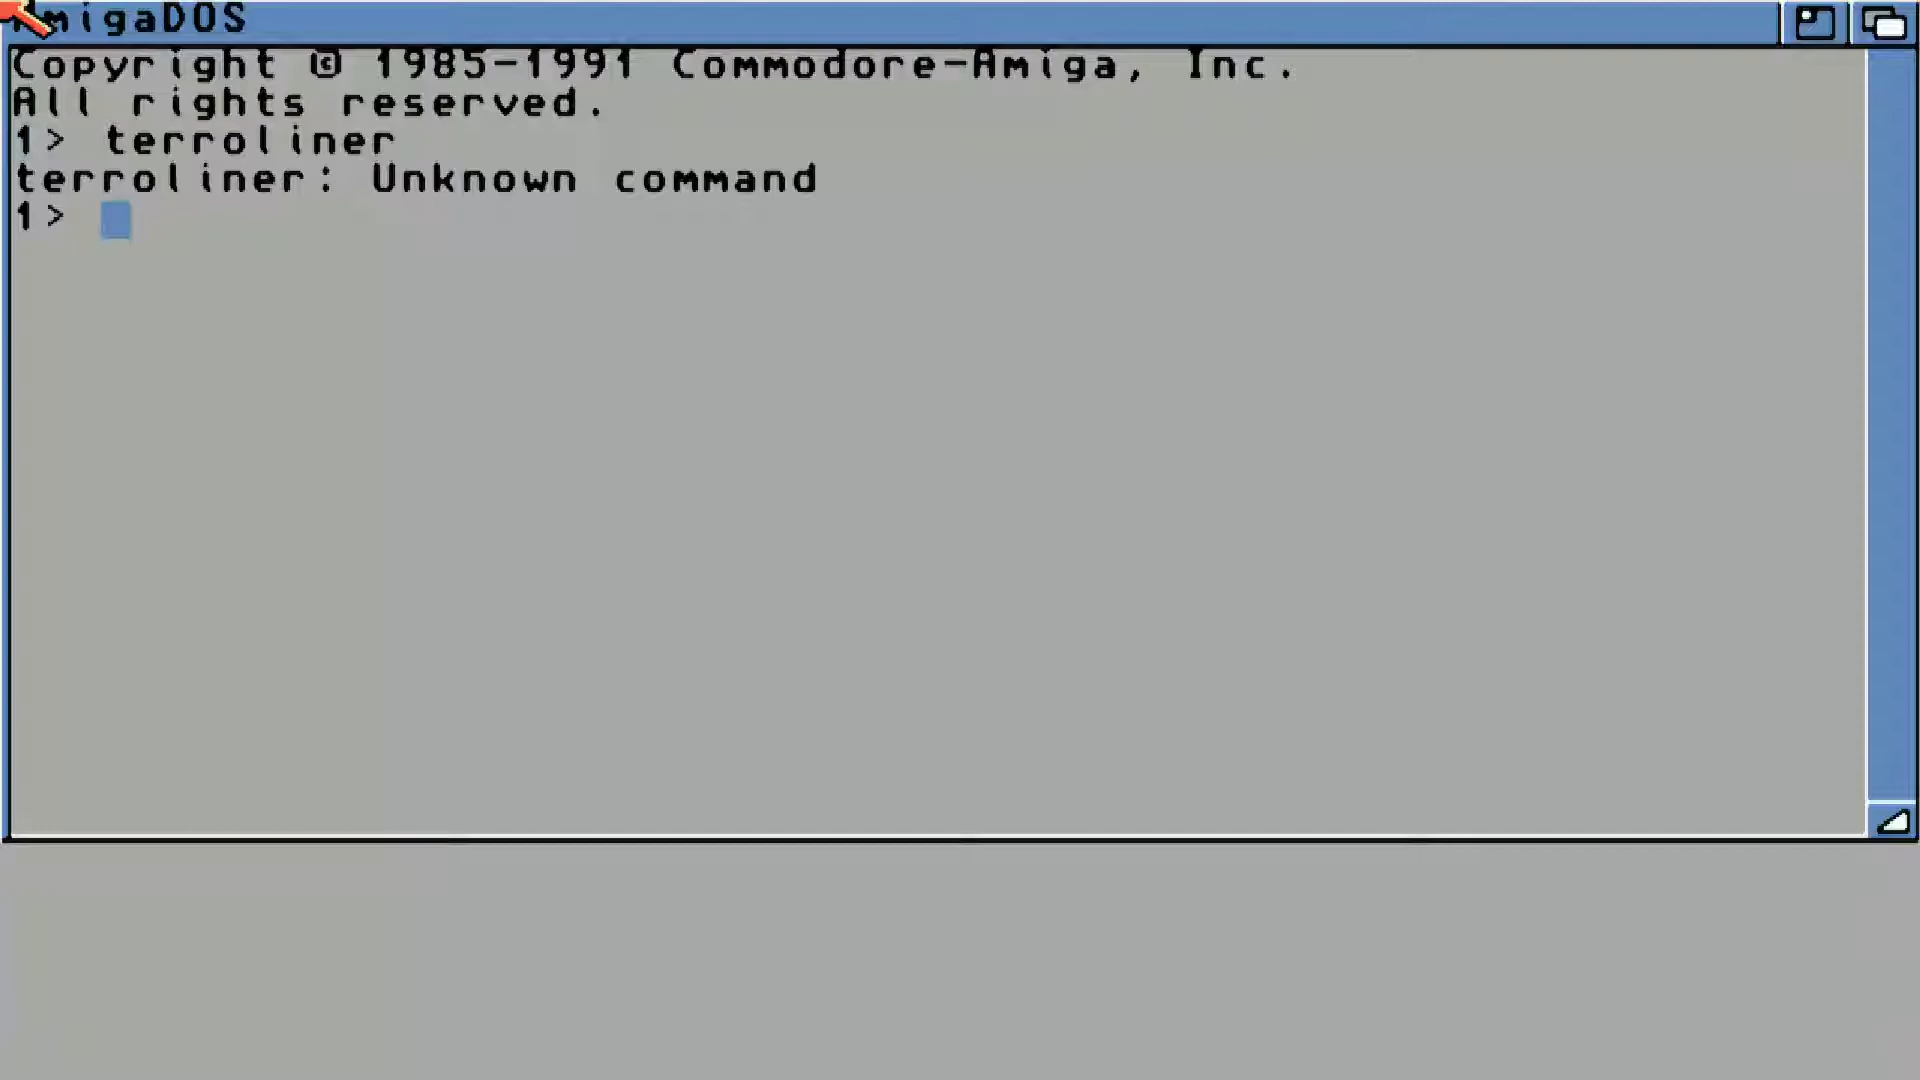 AmigaDOS
Copyright © 1985-1991 Commodore-Amiga, Inc.
All rights reserved.
1> terroliner
terroliner: Unknown command
1>